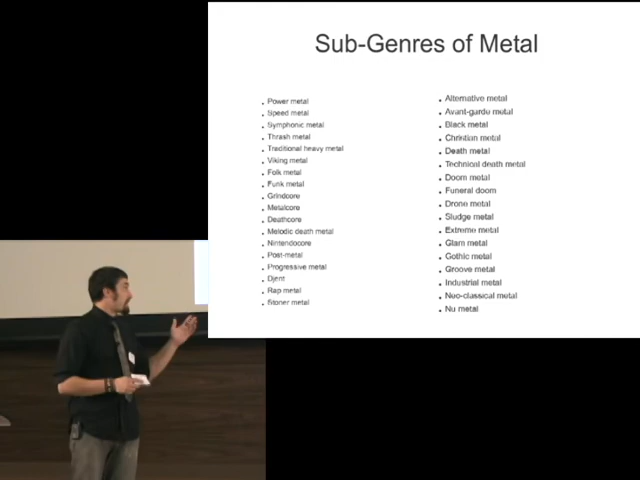 Sub-Genres of Metal
Power metal
Speed metal
Symphonic metal
Thrash metal
Traditional heavy metal
Viking metal
Folk metal
Funk metal
Grindcore
Metalcore
Deathcore
Melodic death metal
Nintendocore
Post-metal
Progressive metal
Djent
Rap metal
Stoner metal
Alternative metal
Avant-garde metal
Black metal
Christian metal
Death metal
Technical death metal
Doom metal
Funeral doom
Drone metal
Sludge metal
Extreme metal
Glam metal
Gothic metal
Groove metal
Industrial metal
Neo-classical metal
Nu metal